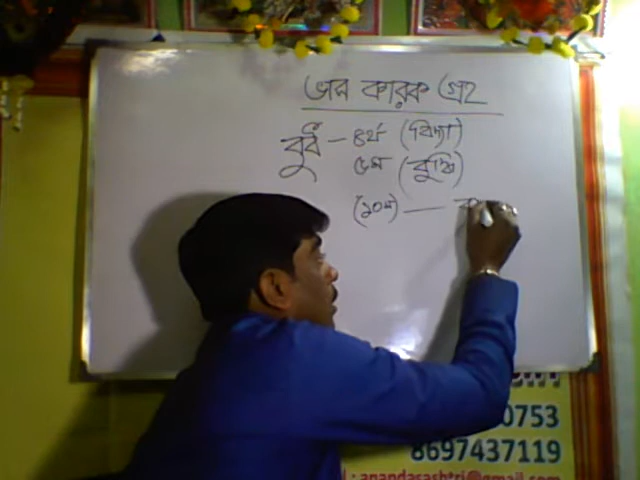 ভাব কারক গ্রহ
বুধ - ৪র্থ (বিদ্যা)
৫ম (বুদ্ধি)
(১০ম) —
0753
8697437119
: anandasashtri@gmail.com